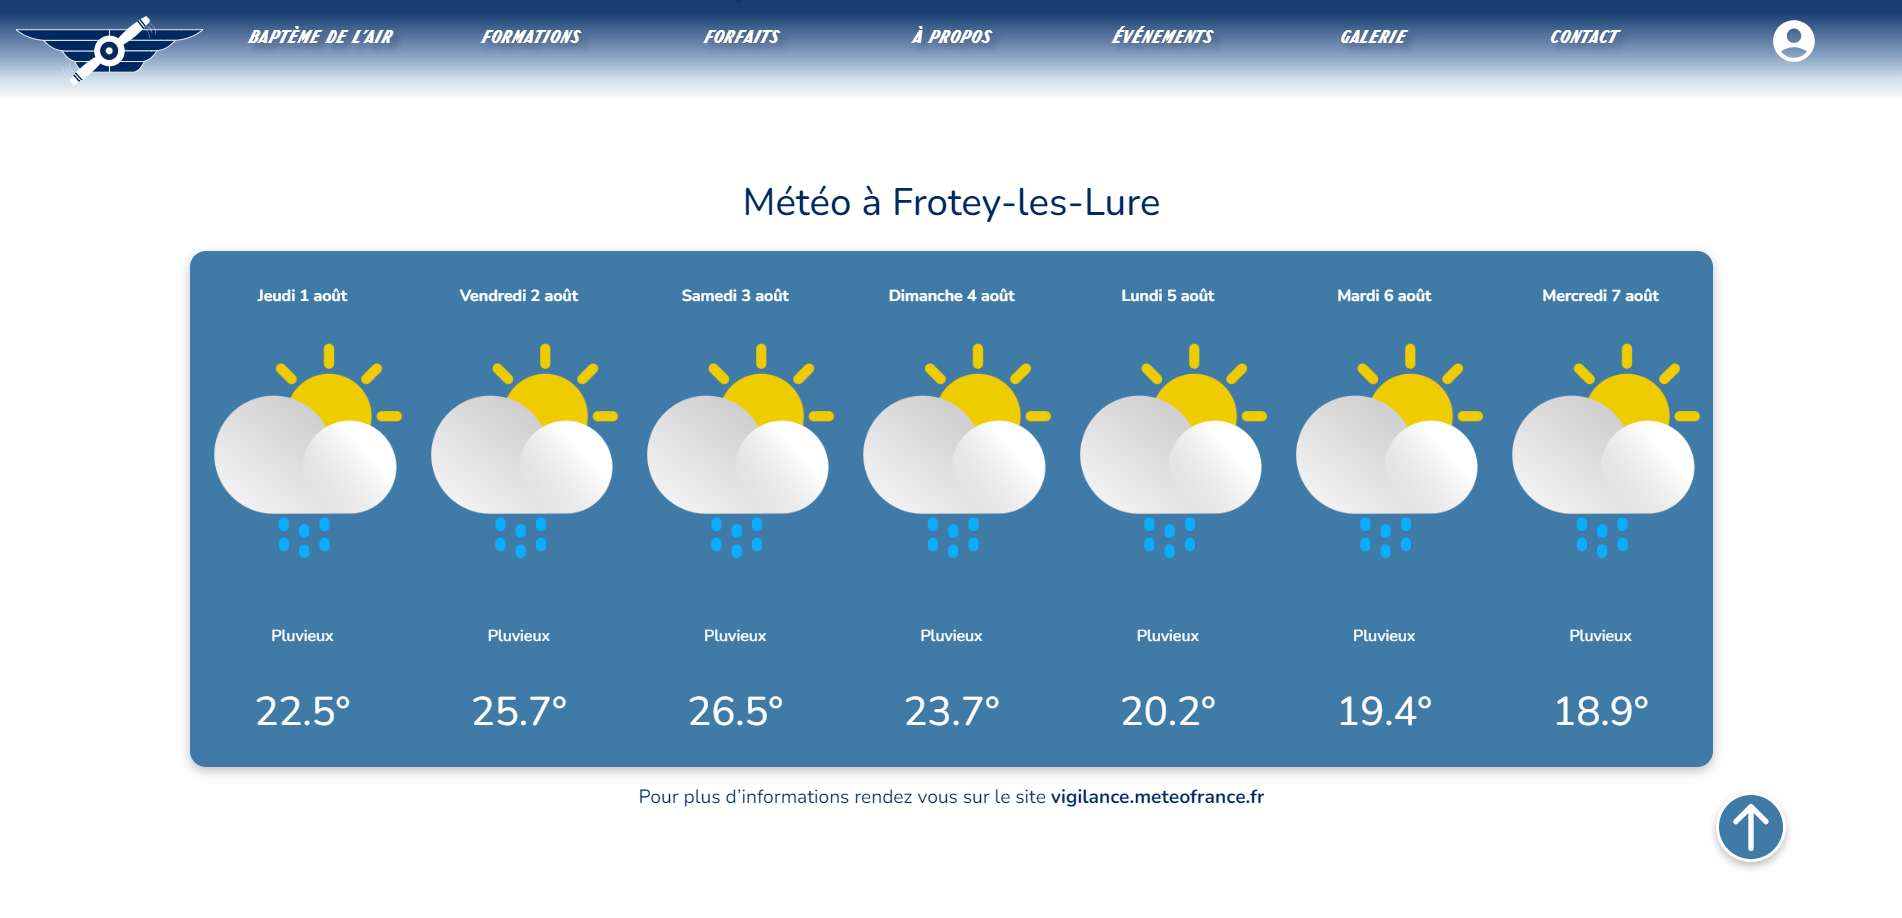 BAPTÈME DE L'AIR FORMATIONS FORFAITS À PROPOS ÉVÉNEMENTS GALERIE CONTACT
Météo à Frotey-les-Lure
Jeudi 1 août Vendredi 2 août Samedi 3 août Dimanche 4 août Lundi 5 août Mardi 6 août Mercredi 7 août
Pluvieux Pluvieux Pluvieux Pluvieux Pluvieux Pluvieux Pluvieux
22.5° 25.7° 26.5° 23.7° 20.2° 19.4° 18.9°
Pour plus d’informations rendez vous sur le site vigilance.meteofrance.fr